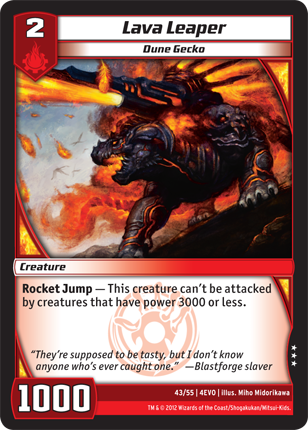 2
Lava Leaper
Dune Gecko
Creature
Rocket Jump — This creature can't be attacked
by creatures that have power 3000 or less.
"They're supposed to be tasty, but I don't know
anyone who's ever caught one." —Blastforge slaver
1000
43/55 | 4EVO | illus. Miho Midorikawa
TM & © 2012 Wizards of the Coast/Shogakukan/Mitsui-Kids.